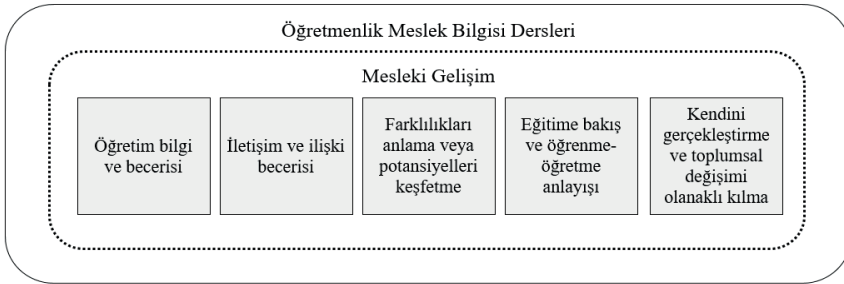 Öğretmenlik Meslek Bilgisi Dersleri
Mesleki Gelişim
Öğretim bilgi
ve becerisi
İletişim ve ilişki
becerisi
Farklılıkları
anlama veya
potansiyelleri
keşfetme
Eğitime bakış
ve öğrenme-
öğretme
anlayışı
Kendini
gerçekleştirme
ve toplumsal
değişimi
olanaklı kılma